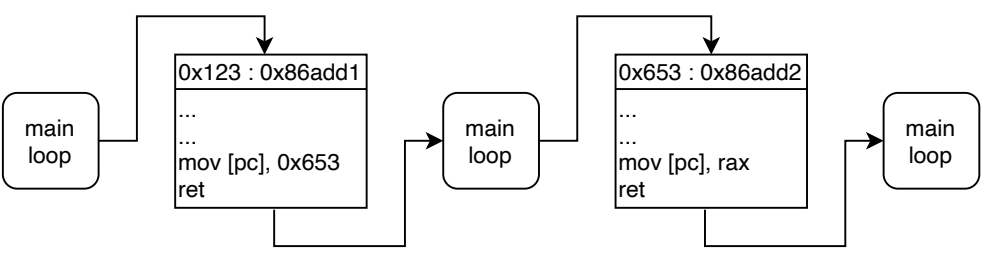 main
loop
0x123 : 0x86add1
...
...
mov [pc], 0x653
ret
main
loop
0x653 : 0x86add2
...
...
mov [pc], rax
ret
main
loop